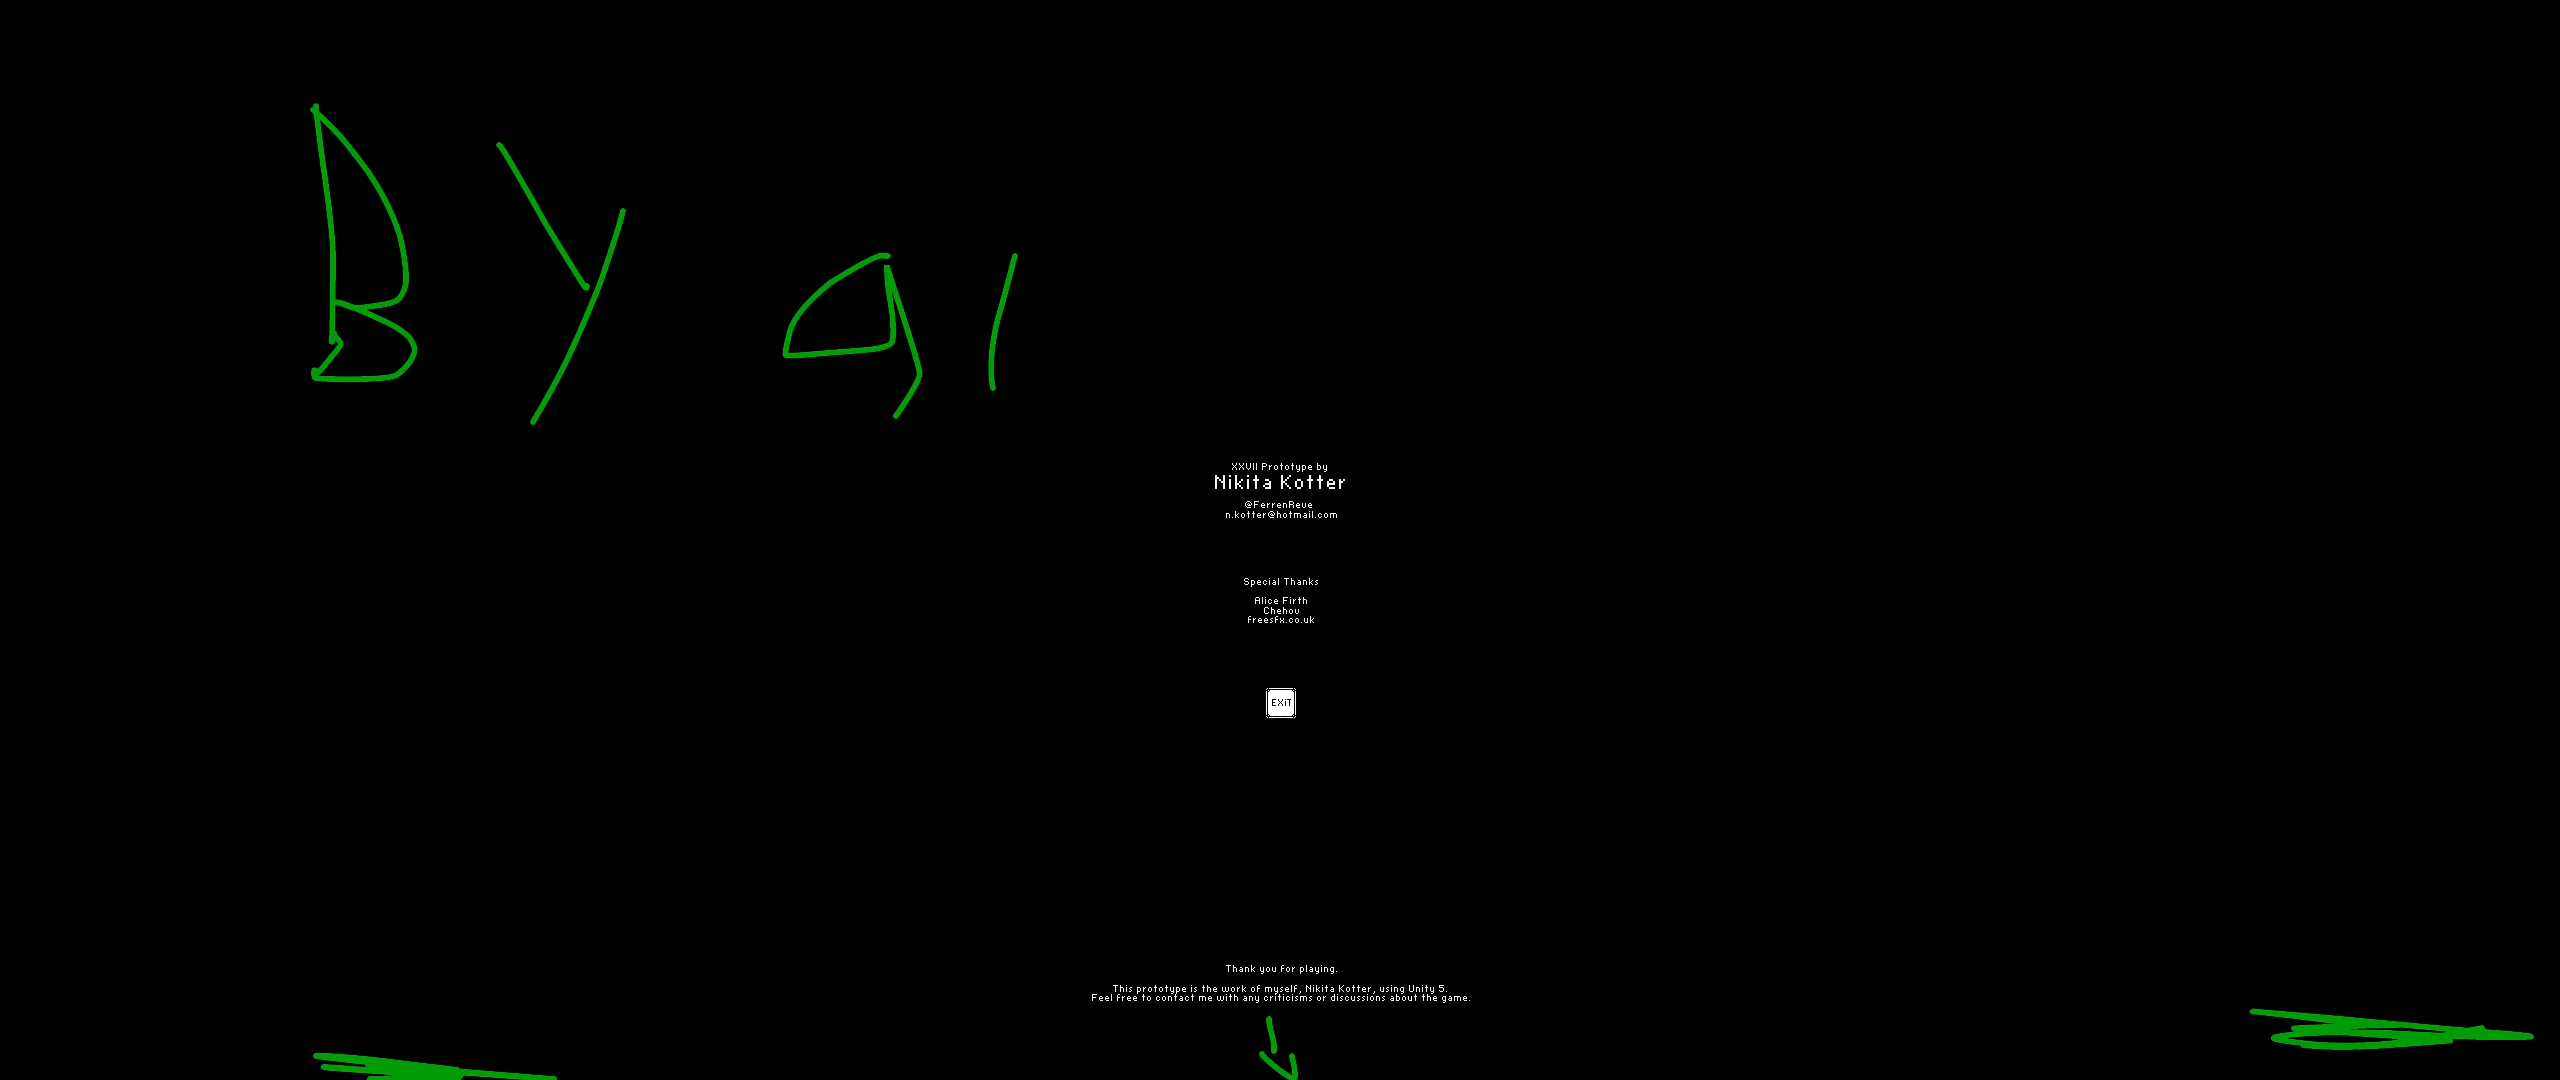 By ai
XXVII Prototype by
Nikita Kotter
@FerrenReve
n.kotter@hotmail.com
Special Thanks
Alice Firth
Chehov
freesfx.co.uk
EXIT
Thank you for playing.
This prototype is the work of myself, Nikita Kotter, using Unity 5.
Feel free to contact me with any criticisms or discussions about the game.